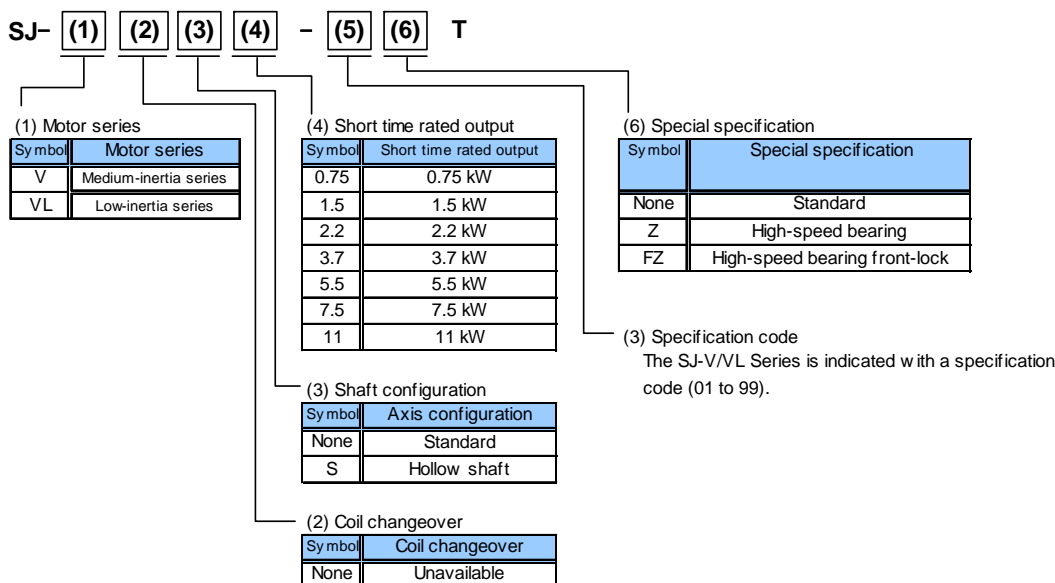 SJ- (1) (2) (3) (4) - (5) (6) T
(1) Motor series
Symbol Motor series
V Medium-inertia series
VL Low-inertia series
(4) Short time rated output
Symbol Short time rated output
0.75 0.75 kW
1.5 1.5 kW
2.2 2.2 kW
3.7 3.7 kW
5.5 5.5 kW
7.5 7.5 kW
11 11 kW
(6) Special specification
Symbol Special specification
None Standard
Z High-speed bearing
FZ High-speed bearing front-lock
(3) Specification code
The SJ-V/VL Series is indicated with a specification
code (01 to 99).
(3) Shaft configuration
Symbol Axis configuration
None Standard
S Hollow shaft
(2) Coil changeover
Symbol Coil changeover
None Unavailable